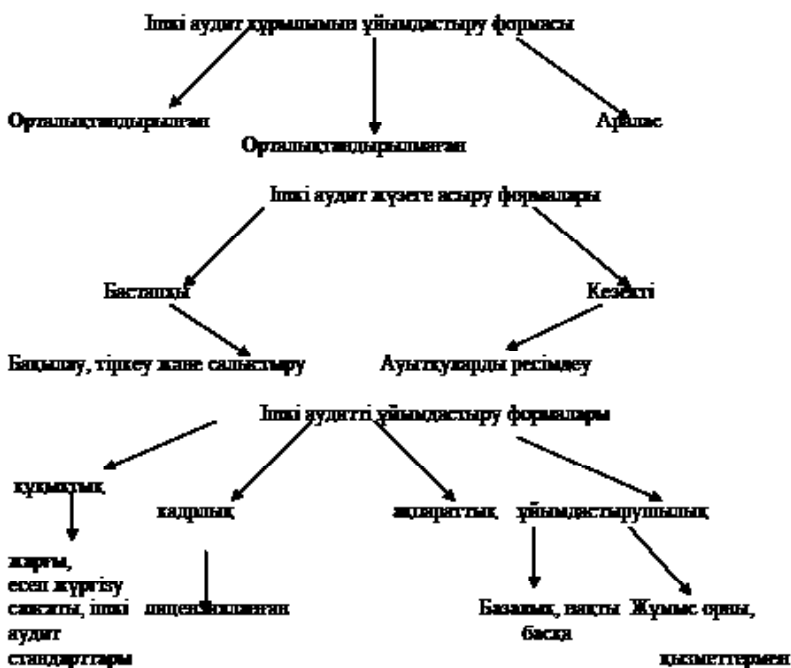 Ішкі аудит құрылымын ұйымдастыру формасы
Орталықтандырылған
Аралас
Орталықтандырылмаған
Ішкі аудит жүзеге асыру формалары
Бастапқы
Кезекті
Бақылау, тіркеу және салыстыру
Ауытқуларды ресімдеу
Ішкі аудитті ұйымдастыру формалары
құқықтық
кадрлық
ақпараттық
ұйымдастырушылық
жарғы,
есеп жүргізу
саясаты, ішкі
аудит
стандарттары
лицензияланған
Базалық, нақты
басқа
Жұмыс орны,
қызметтермен